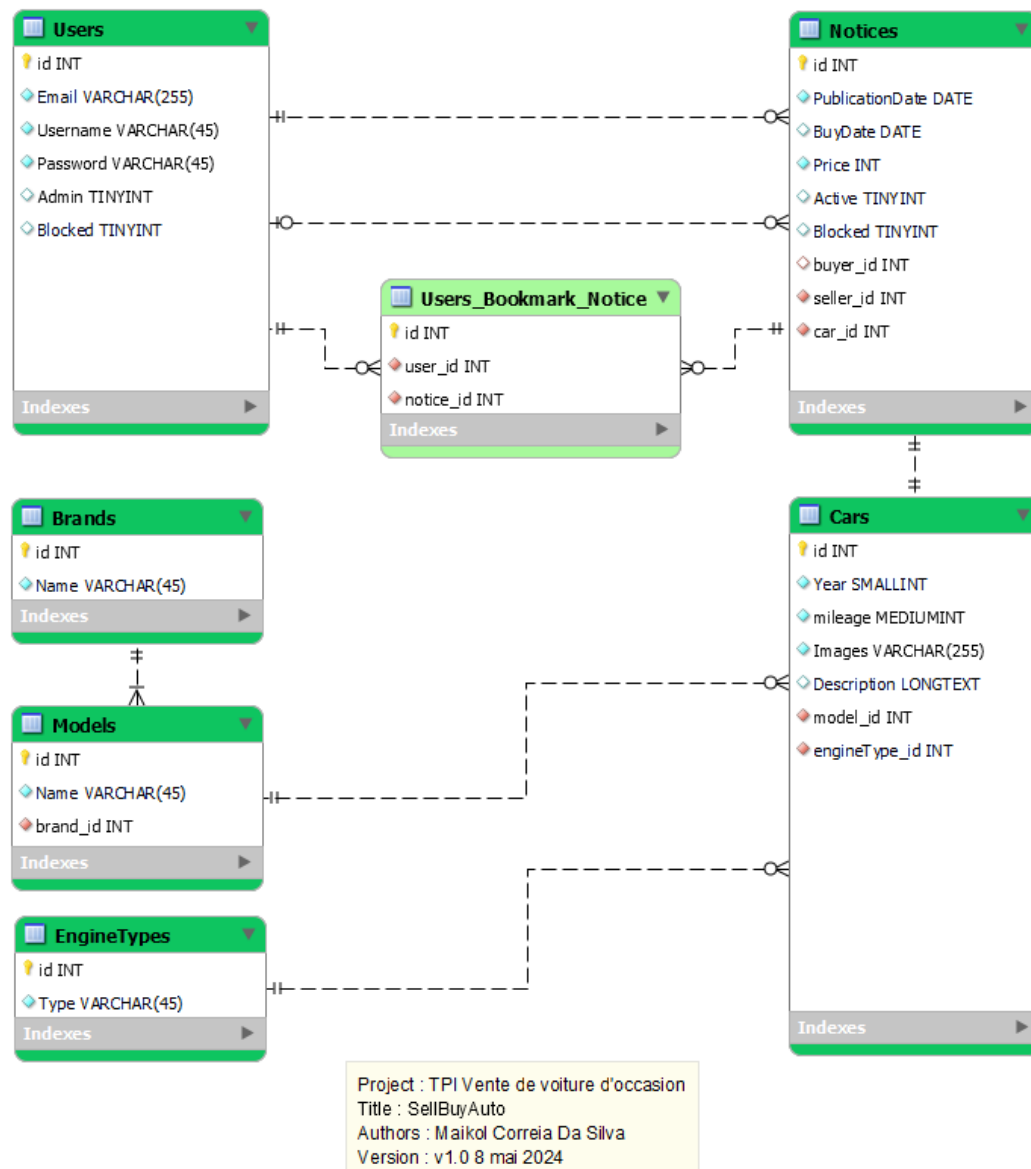 Users
id INT
Email VARCHAR(255)
Username VARCHAR(45)
Password VARCHAR(45)
Admin TINYINT
Blocked TINYINT
Indexes
Notices
id INT
PublicationDate DATE
BuyDate DATE
Price INT
Active TINYINT
Blocked TINYINT
buyer_id INT
seller_id INT
car_id INT
Indexes
Users_Bookmark_Notice
id INT
user_id INT
notice_id INT
Indexes
Brands
id INT
Name VARCHAR(45)
Indexes
Models
id INT
Name VARCHAR(45)
brand_id INT
Indexes
EngineTypes
id INT
Type VARCHAR(45)
Indexes
Cars
id INT
Year SMALLINT
mileage MEDIUMINT
Images VARCHAR(255)
Description LONGTEXT
model_id INT
engineType_id INT
Indexes
Project : TPI Vente de voiture d'occasion
Title : SellBuyAuto
Authors : Maikol Correia Da Silva
Version : v1.0 8 mai 2024